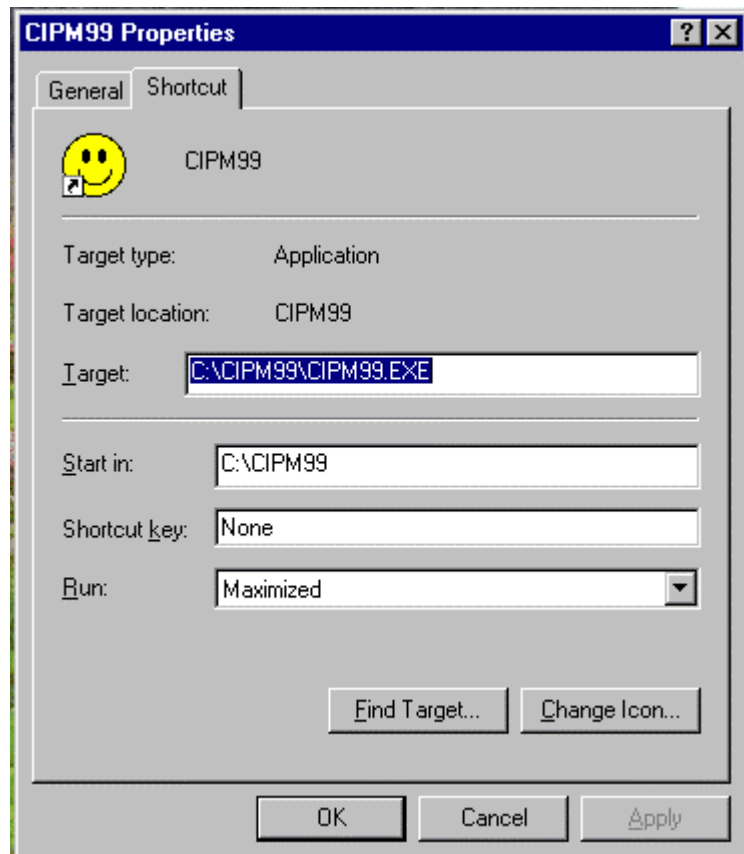 CIPM99 Properties
General Shortcut
CIPM99
Target type: Application
Target location: CIPM99
Target: C:\CIPM99\CIPM99.EXE
Start in: C:\CIPM99
Shortcut key: None
Run: Maximized
Find Target... Change Icon...
OK Cancel Apply